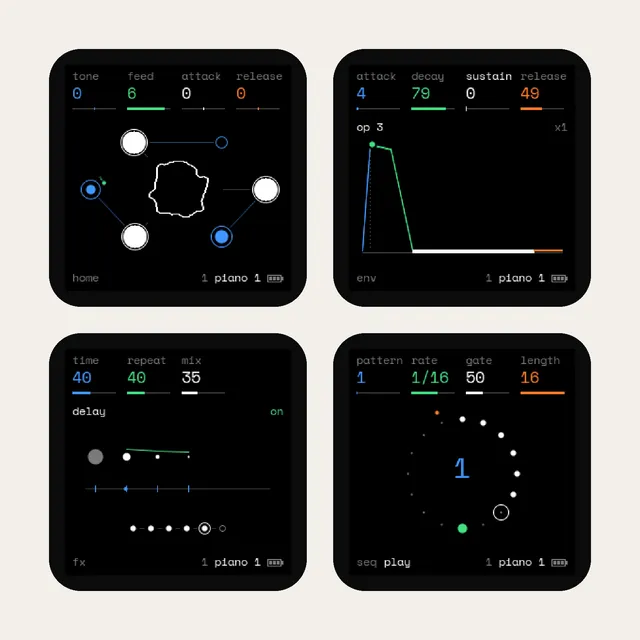 tone feed attack release
0 6 0 0
home 1 piano 1
attack decay sustain release
4 79 0 49
op 3 x1
env 1 piano 1
time repeat mix
40 40 35
delay on
fx 1 piano 1
pattern rate gate length
1 1/16 50 16
1
seq play 1 piano 1